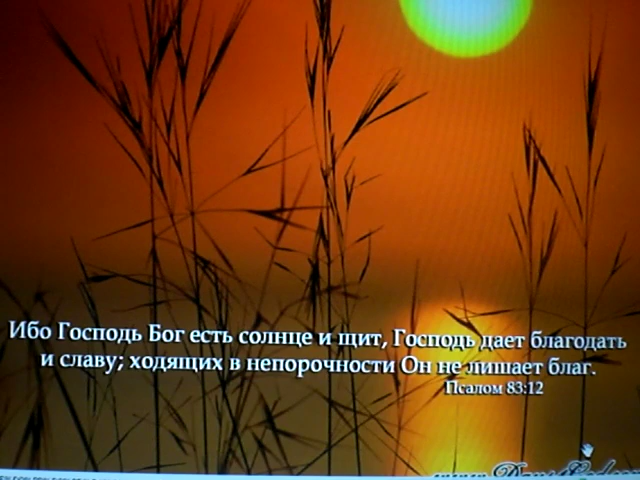 Ибо Господь Бог есть солнце и щит, Господь дает благодать
и славу; ходящих в непорочности Он не лишает благ.
Псалом 83:12